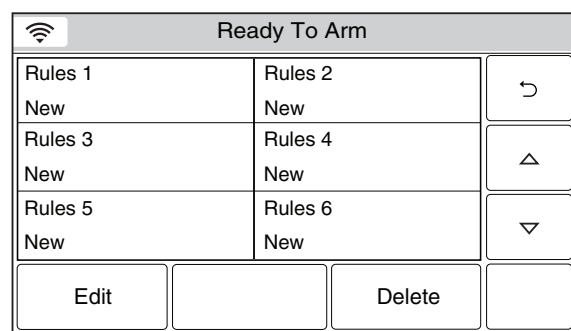 Ready To Arm
Rules 1
Rules 2
New
New
Rules 3
Rules 4
New
New
Rules 5
Rules 6
New
New
Edit
Delete